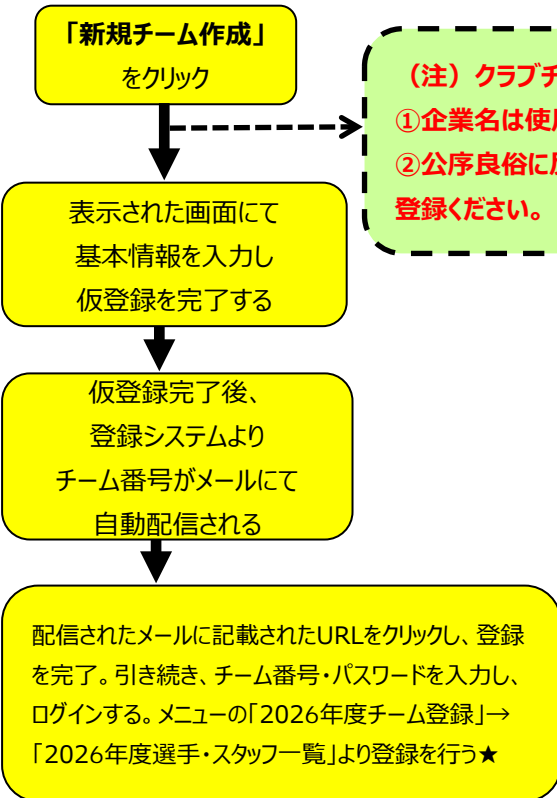 「新規チーム作成」
をクリック
（注）クラブチ
①企業名は使
②公序良俗に
登録ください。
表示された画面にて
基本情報を入力し
仮登録を完了する
仮登録完了後、
登録システムより
チーム番号がメールにて
自動配信される
配信されたメールに記載されたURLをクリックし、登録
を完了。引き続き、チーム番号・パスワードを入力し、
ログインする。メニューの「2026年度チーム登録」→
「2026年度選手・スタッフ一覧」より登録を行う★